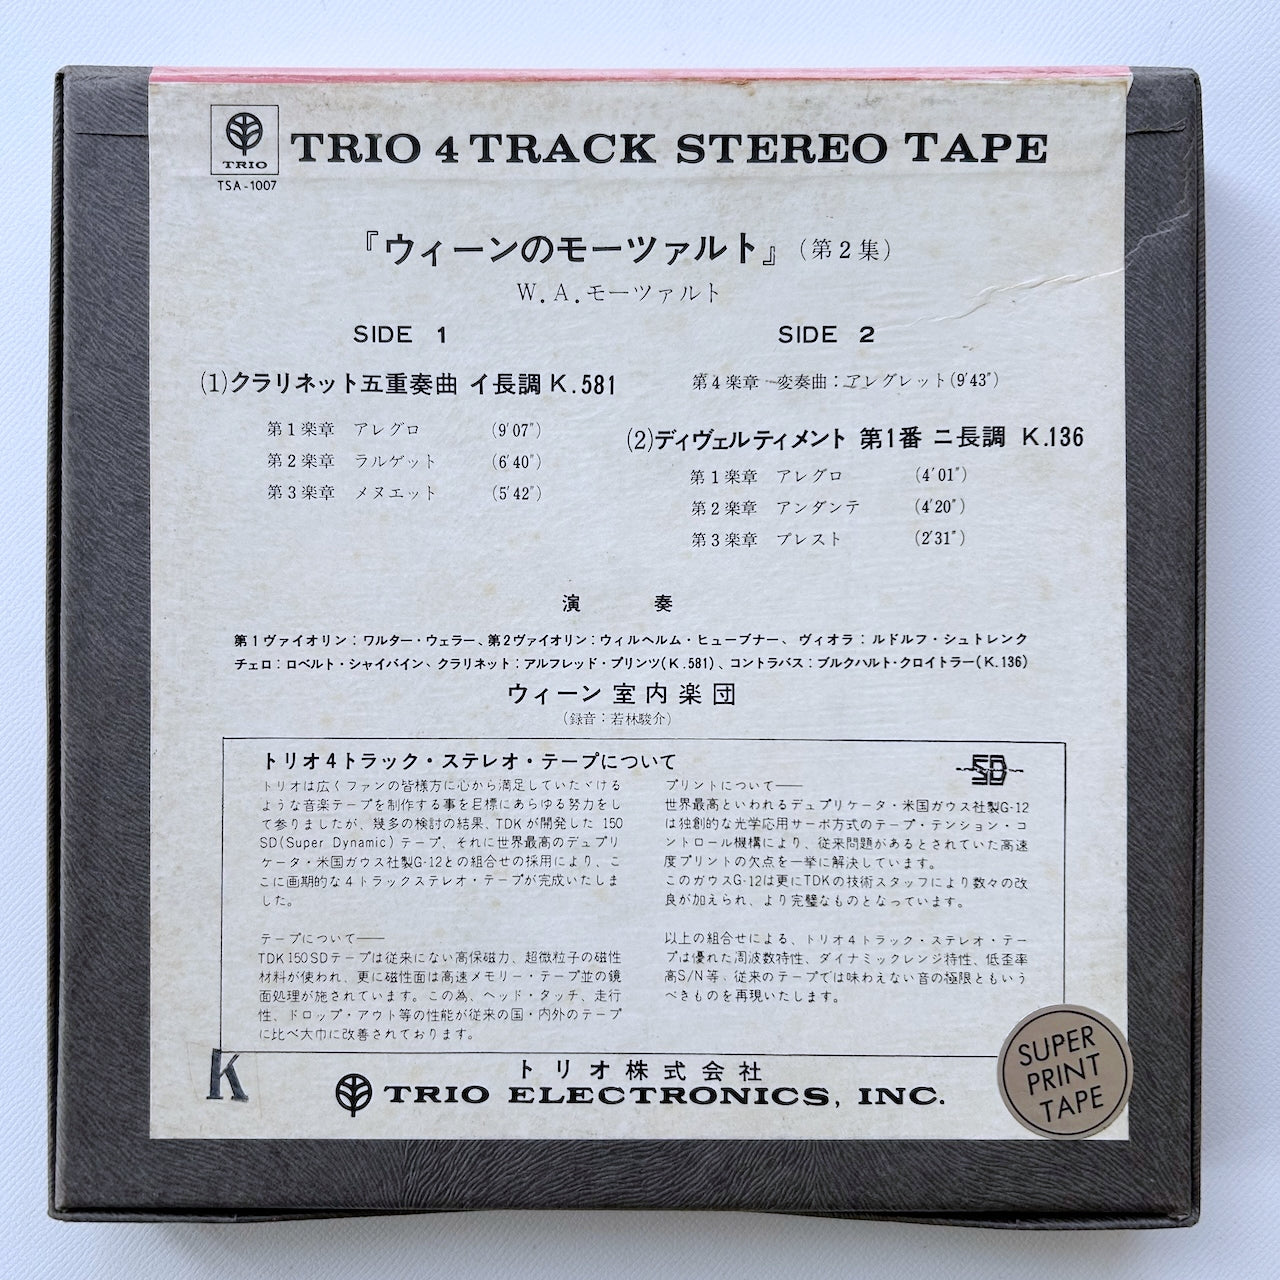 TRIO
TSA-1007
TRIO 4 TRACK STEREO TAPE
『ウィーンのモーツァルト』(第2集)
W.A.モーツァルト
SIDE 1
(1)クラリネット五重奏曲 イ長調 K.581
第1楽章 アレグロ (9′07″)
第2楽章 ラルゲット (6′40″)
第3楽章 メヌエット (5′42″)
SIDE 2
第4楽章 変奏曲:アレグレット(9′43″)
(2)ディヴェルティメント 第1番 ニ長調 K.136
第1楽章 アレグロ (4′01″)
第2楽章 アンダンテ (4′20″)
第3楽章 プレスト (2′31″)
演奏
第1ヴァイオリン:ワルター・ウェラー、第2ヴァイオリン:ウィルヘルム・ヒューブナー、ヴィオラ:ルドルフ・シュトレンク
チェロ:ロベルト・シャイバイン、クラリネット:アルフレッド・プリンツ(K.581)、コントラバス:ブルクハルト・クロイトラー(K.136)
ウィーン室内楽団
(録音:若林駿介)
トリオ4トラック・ステレオ・テープについて
トリオは広くファンの皆様方に心から満足していたゞける
ような音楽テープを制作する事を目標にあらゆる努力をし
て参りましたが、幾多の検討の結果、TDKが開発した 150
SD(Super Dynamic)テープ、それに世界最高のデュプリ
ケータ・米国ガウス社製G-12との組合せの採用により、こ
こに画期的な4トラックステレオ・テープが完成いたしま
した。
テープについて――
TDK 150SDテープは従来にない高保磁力、超微粒子の磁性
材料が使われ、更に磁性面は高速メモリー・テープ並の鏡
面処理が施されています。この為、ヘッド・タッチ、走行
性、ドロップ・アウト等の性能が従来の国・内外のテープ
に比べ大巾に改善されております。
SD
プリントについて――
世界最高といわれるデュプリケータ・米国ガウス社製G-12
は独創的な光学応用サーボ方式のテープ・テンション・コ
ントロール機構により、従来問題があるとされていた高速
度プリントの欠点を一挙に解決しています。
このガウスG-12は更にTDKの技術スタッフにより数々の改
良が加えられ、より完璧なものとなっています。
以上の組合せによる、トリオ4トラック・ステレオ・テー
プは優れた周波数特性、ダイナミックレンジ特性、低歪率
高S/N等、従来のテープでは味わえない音の極限ともいう
べきものを再現いたします。
K
トリオ株式会社
TRIO ELECTRONICS, INC.
SUPER
PRINT
TAPE